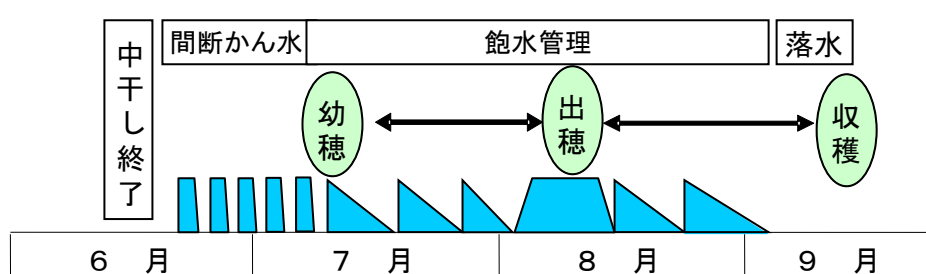 中干し終了
間断かん水
飽水管理
落水
幼穂
出穂
収穫
６月
７月
８月
９月